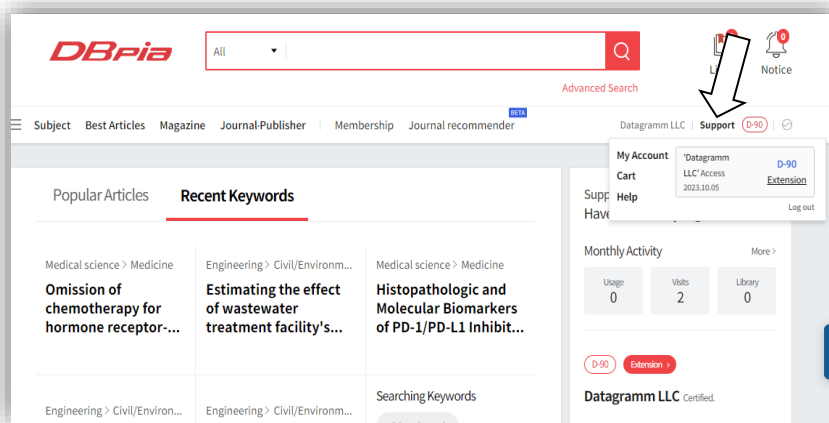 DBpia
All
Advanced Search
Notice
0
Subject Best Articles Magazine Journal·Publisher Membership Journal recommender
BETA
Datagramm LLC Support D-90
My Account
Cart
Help
'Datagramm
LLC' Access
2023.10.05
D-90
Extension
Log out
Popular Articles Recent Keywords
Medical science > Medicine
Omission of
chemotherapy for
hormone receptor-...
Engineering > Civil/Environm...
Estimating the effect
of wastewater
treatment facility's...
Medical science > Medicine
Histopathologic and
Molecular Biomarkers
of PD-1/PD-L1 Inhibit...
Engineering > Civil/Environ...
Engineering > Civil/Environm...
Searching Keywords
Monthly Activity More >
Usage
0
Visits
2
Library
0
D-90 Extension >
Datagramm LLC Certified.